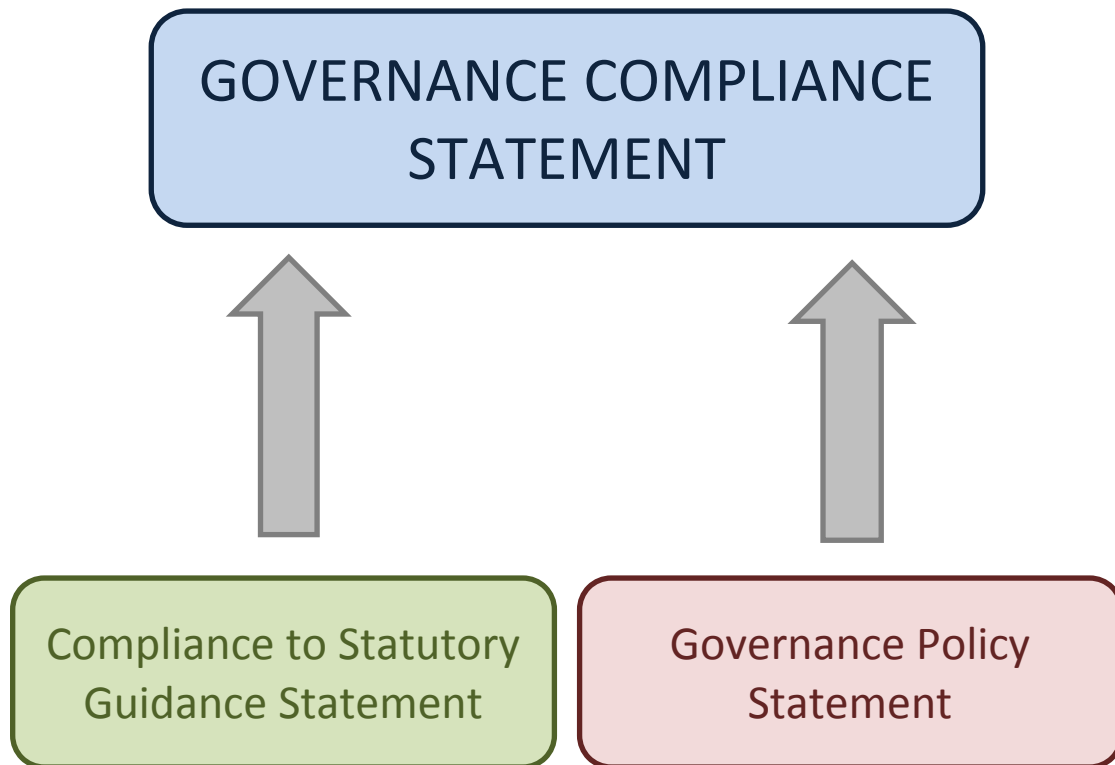 GOVERNANCE COMPLIANCE
STATEMENT
Compliance to Statutory
Guidance Statement
Governance Policy
Statement